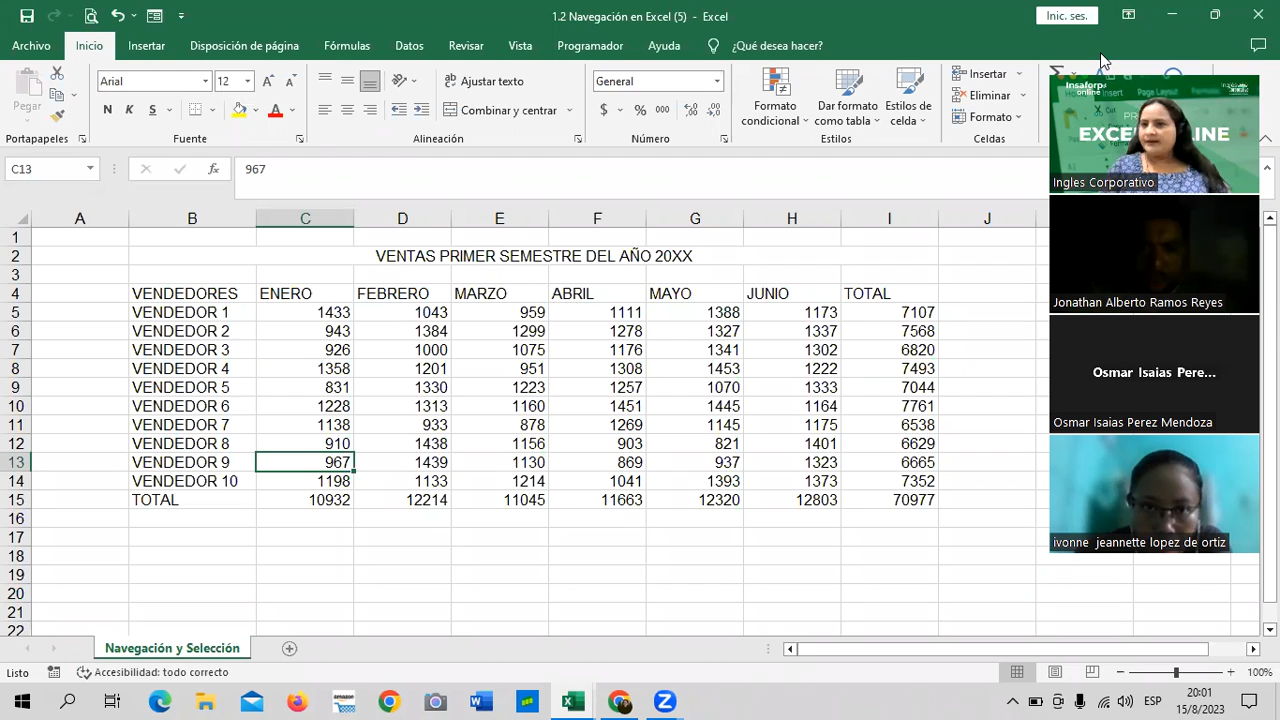 1.2 Navegación en Excel (5) - Excel
Inic. ses.
Archivo Inicio Insertar Disposición de página Fórmulas Datos Revisar Vista Programador Ayuda ¿Qué desea hacer?
Pegar
Arial 12
N K S
Ajustar texto
Combinar y centrar
General
$ % 000
Formato condicional
Dar formato como tabla
Estilos de celda
Insertar
Eliminar
Formato
Portapapeles Fuente Alineación Número Estilos Celdas
C13 fx 967
A B C D E F G H I J
1
2 VENTAS PRIMER SEMESTRE DEL AÑO 20XX
3
4 VENDEDORES ENERO FEBRERO MARZO ABRIL MAYO JUNIO TOTAL
5 VENDEDOR 1 1433 1043 959 1111 1388 1173 7107
6 VENDEDOR 2 943 1384 1299 1278 1327 1337 7568
7 VENDEDOR 3 926 1000 1075 1176 1341 1302 6820
8 VENDEDOR 4 1358 1201 951 1308 1453 1222 7493
9 VENDEDOR 5 831 1330 1223 1257 1070 1333 7044
10 VENDEDOR 6 1228 1313 1160 1451 1445 1164 7761
11 VENDEDOR 7 1138 933 878 1269 1145 1175 6538
12 VENDEDOR 8 910 1438 1156 903 821 1401 6629
13 VENDEDOR 9 967 1439 1130 869 937 1323 6665
14 VENDEDOR 10 1198 1133 1214 1041 1393 1373 7352
15 TOTAL 10932 12214 11045 11663 12320 12803 70977
16
17
18
19
20
21
22
Insaforp
online
Ingles Corporativo
Jonathan Alberto Ramos Reyes
Osmar Isaias Pere...
Osmar Isaias Perez Mendoza
ivonne jeannette lopez de ortiz
Navegación y Selección
Listo Accesibilidad: todo correcto 100%
ESP 20:01
15/8/2023